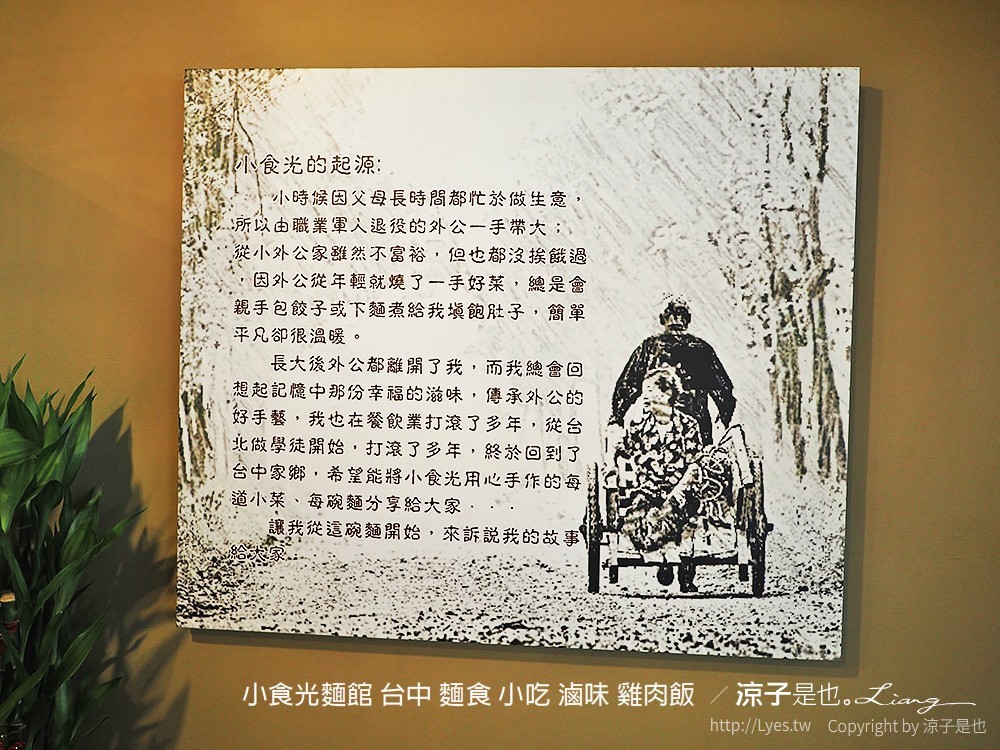 小食光的起源:
小時候因父母長時間都忙於做生意，
所以由職業軍人退役的外公一手帶大；
從小外公家雖然不富裕，但也都沒挨餓過
，因外公從年輕就燒了一手好菜，總是會
親手包餃子或下麵煮給我填飽肚子，簡單
平凡卻很溫暖。
長大後外公都離開了我，而我總會回
想起記憶中那份幸福的滋味，傳承外公的
好手藝，我也在餐飲業打滾了多年，從台
北做學徒開始，打滾了多年，終於回到了
台中家鄉，希望能將小食光用心手作的每
道小菜、每碗麵分享給大家．．．
讓我從這碗麵開始，來訴說我的故事
給大家...
小食光麵館 台中 麵食 小吃 滷味 雞肉飯 ／涼子是也。Liang
http://Lyes.tw Copyright by 涼子是也